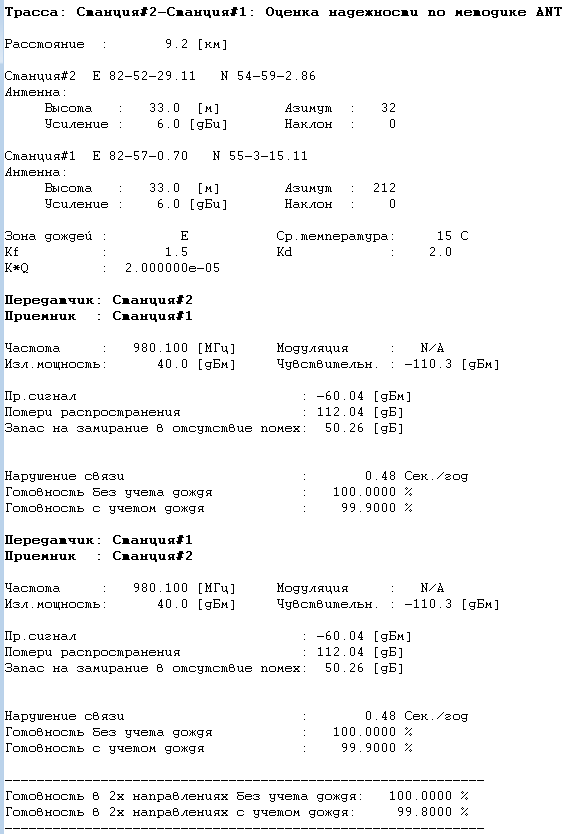 Трасса: Станция#2-Станция#1: Оценка надежности по методике ANT
Расстояние : 9.2 [км]
Станция#2 E 82-52-29.11 N 54-59-2.86
Антенна:
Высота : 33.0 [м] Азимут : 32
Усиление : 6.0 [дБи] Наклон : 0
Станция#1 E 82-57-0.70 N 55-3-15.11
Антенна:
Высота : 33.0 [м] Азимут : 212
Усиление : 6.0 [дБи] Наклон : 0
Зона дождей : E Ср.температура: 15 C
Kf : 1.5 Kd : 2.0
K*Q : 2.000000e-05
Передатчик: Станция#2
Приемник : Станция#1
Частота : 980.100 [МГц] Модуляция : N/A
Изл.мощность: 40.0 [дБм] Чувствительн. : -110.3 [дБм]
Пр.сигнал : -60.04 [дБм]
Потери распространения : 112.04 [дБ]
Запас на замирание в отсутствие помех: 50.26 [дБ]
Нарушение связи : 0.48 Сек./год
Готовность без учета дождя : 100.0000 %
Готовность с учетом дождя : 99.9000 %
Передатчик: Станция#1
Приемник : Станция#2
Частота : 980.100 [МГц] Модуляция : N/A
Изл.мощность: 40.0 [дБм] Чувствительн. : -110.3 [дБм]
Пр.сигнал : -60.04 [дБм]
Потери распространения : 112.04 [дБ]
Запас на замирание в отсутствие помех: 50.26 [дБ]
Нарушение связи : 0.48 Сек./год
Готовность без учета дождя : 100.0000 %
Готовность с учетом дождя : 99.9000 %
Готовность в 2х направлениях без учета дождя: 100.0000 %
Готовность в 2х направлениях с учетом дождя: 99.8000 %